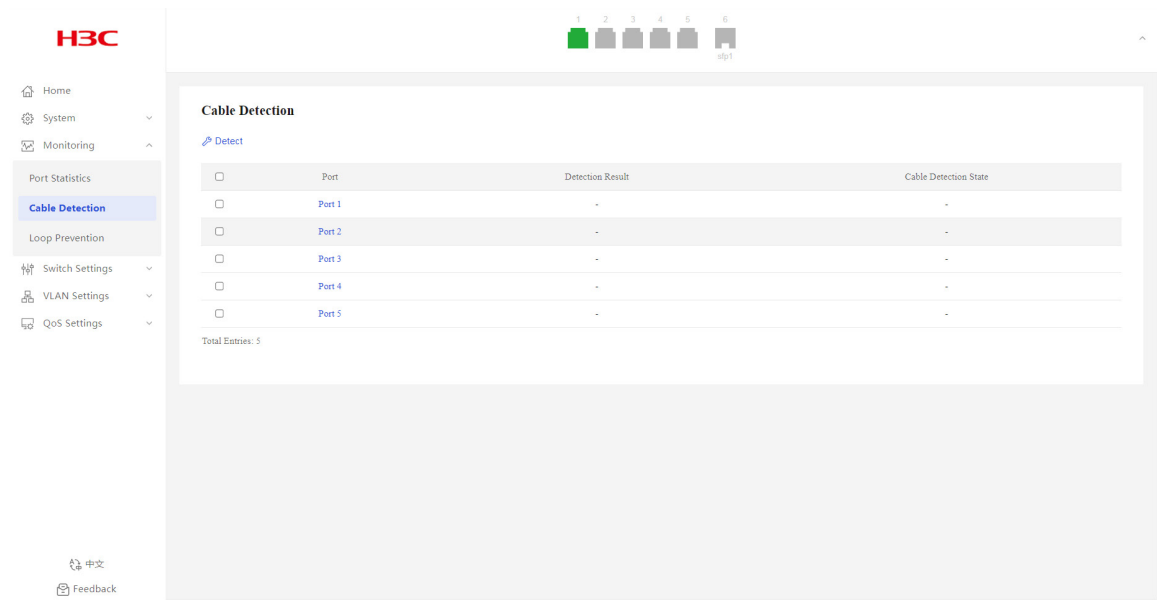 H3C
1 2 3 4 5 6
sfp1
Home
System
Monitoring
Port Statistics
Cable Detection
Loop Prevention
Switch Settings
VLAN Settings
QoS Settings
中文
Feedback
Cable Detection
Detect
Port Detection Result Cable Detection State
Port 1 - -
Port 2 - -
Port 3 - -
Port 4 - -
Port 5 - -
Total Entries: 5